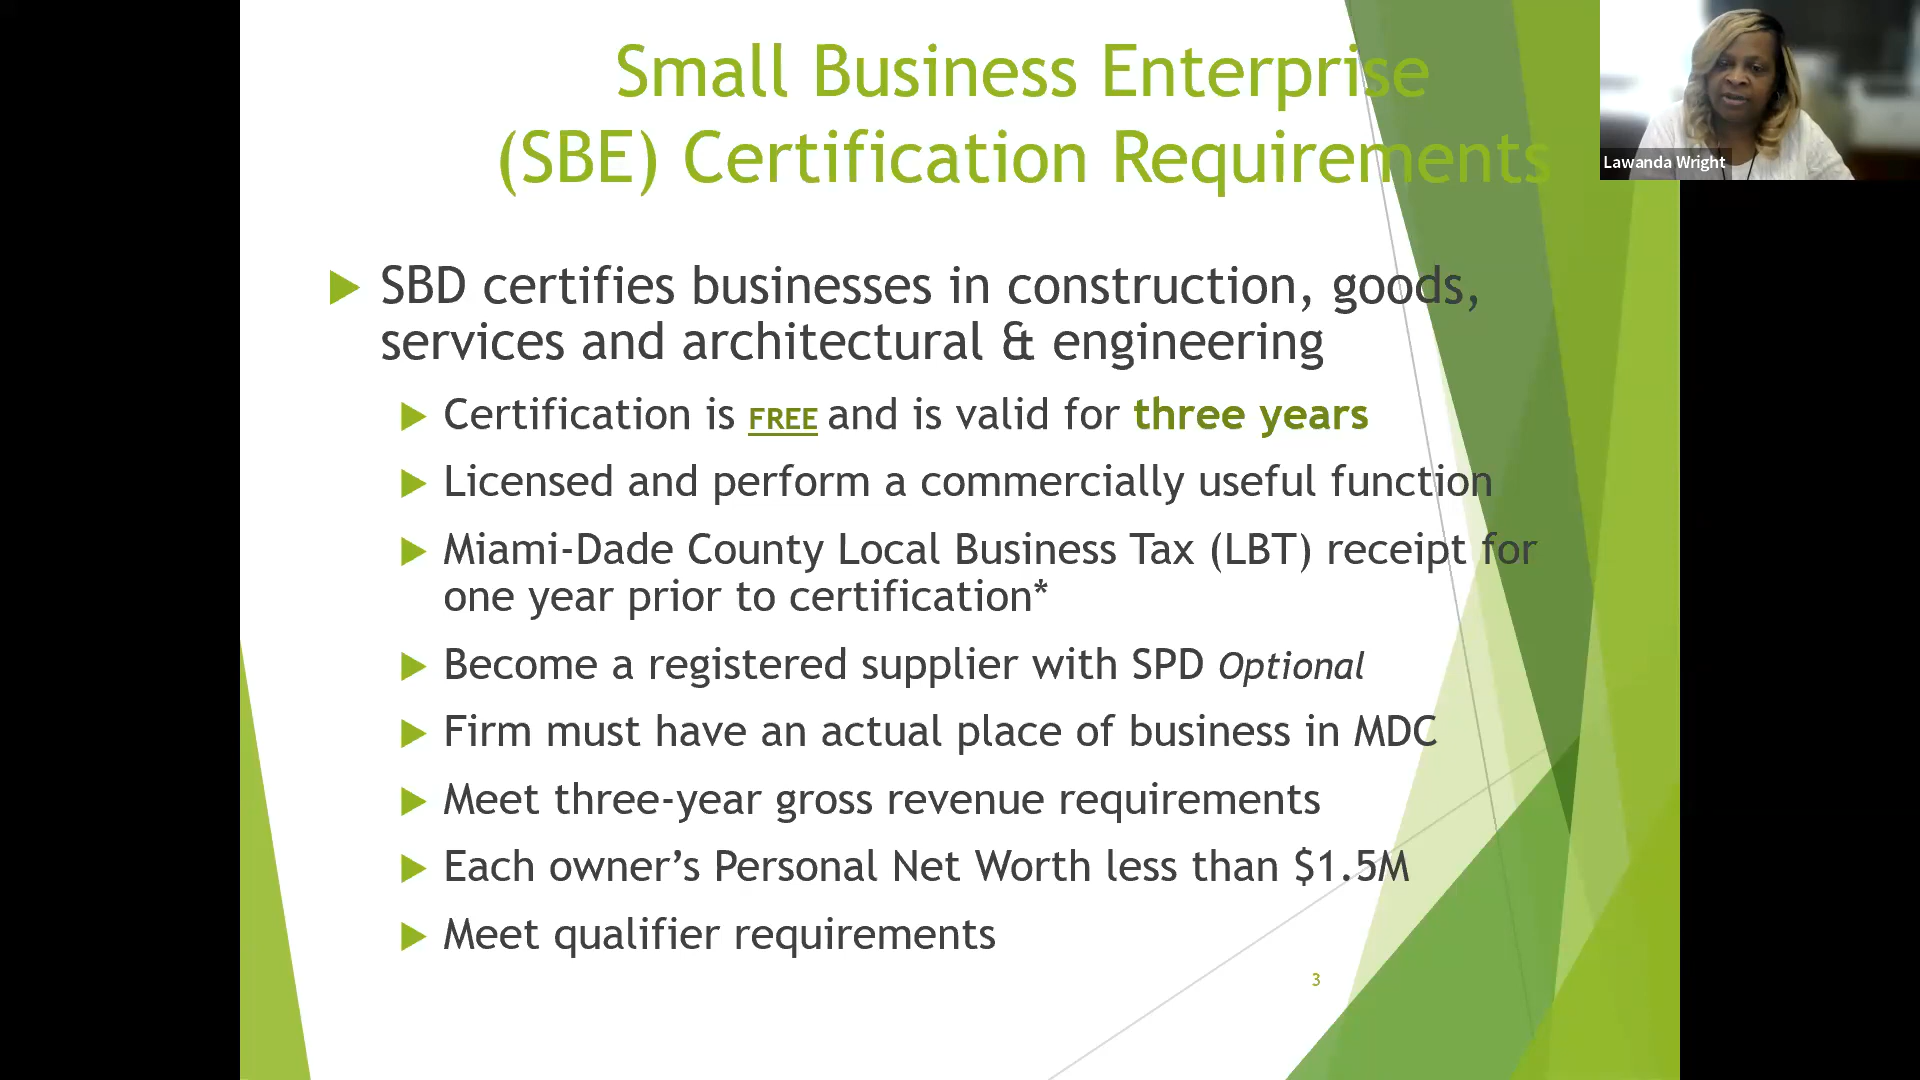 Small Business Enterprise
(SBE) Certification Requirements
Lawanda Wright
SBD certifies businesses in construction, goods,
services and architectural & engineering
Certification is FREE and is valid for three years
Licensed and perform a commercially useful function
Miami-Dade County Local Business Tax (LBT) receipt for
one year prior to certification*
Become a registered supplier with SPD Optional
Firm must have an actual place of business in MDC
Meet three-year gross revenue requirements
Each owner’s Personal Net Worth less than $1.5M
Meet qualifier requirements
3